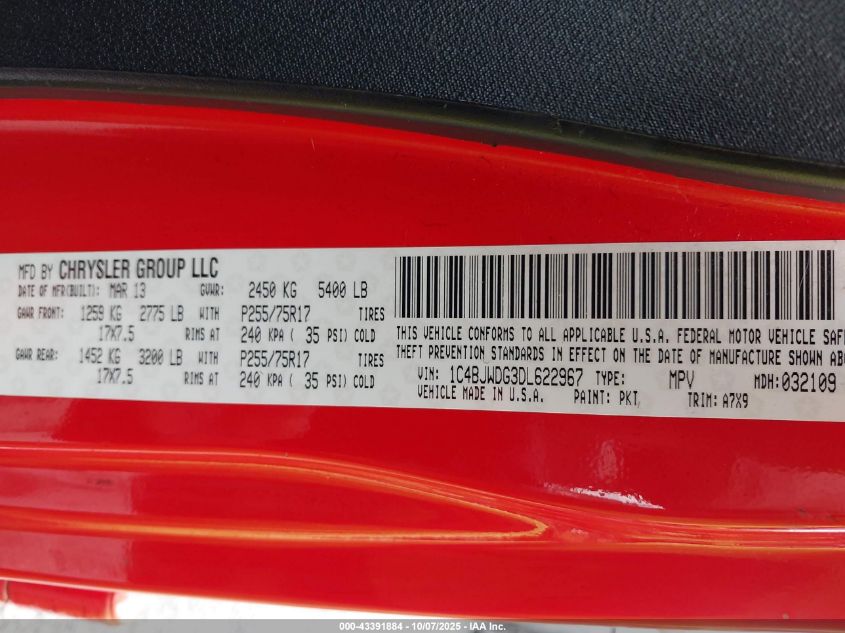 MFD BY CHRYSLER GROUP LLC
DATE OF MFR(BUILT): MAR 13 GVWR: 2450 KG 5400 LB
GAWR FRONT: 1259 KG 2775 LB WITH P255/75R17 TIRES
17X7.5 RIMS AT 240 KPA ( 35 PSI) COLD
GAWR REAR: 1452 KG 3200 LB WITH P255/75R17 TIRES
17X7.5 RIMS AT 240 KPA ( 35 PSI) COLD
THIS VEHICLE CONFORMS TO ALL APPLICABLE U.S.A. FEDERAL MOTOR VEHICLE SAFE
THEFT PREVENTION STANDARDS IN EFFECT ON THE DATE OF MANUFACTURE SHOWN ABO
VIN: 1C4BJWDG3DL622967 TYPE: MPV MDH:032109
VEHICLE MADE IN U.S.A. PAINT: PKT TRIM: A7X9
000-43391884 - 10/07/2025 - IAA Inc.